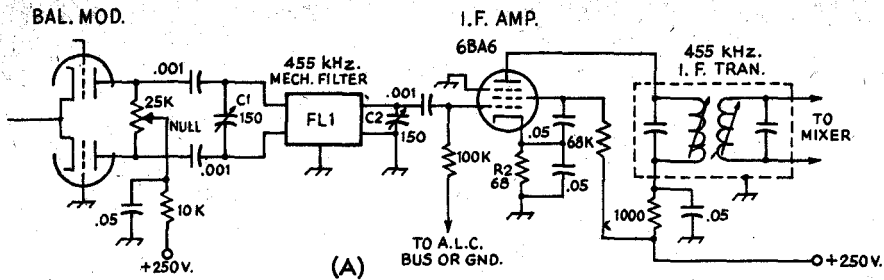 BAL. MOD.
I.F. AMP.
6BA6
455 kHz.
MECH. FILTER
455 kHz.
I. F. TRAN.
.001
.001
25K
NULL
C1
150
FL1
C2
150
.001
100K
.05
68K
R2
68
.05
TO
MIXER
.05
10K
1000
.05
+250V.
(A)
TO A.L.C.
BUS OR GND.
+250V.